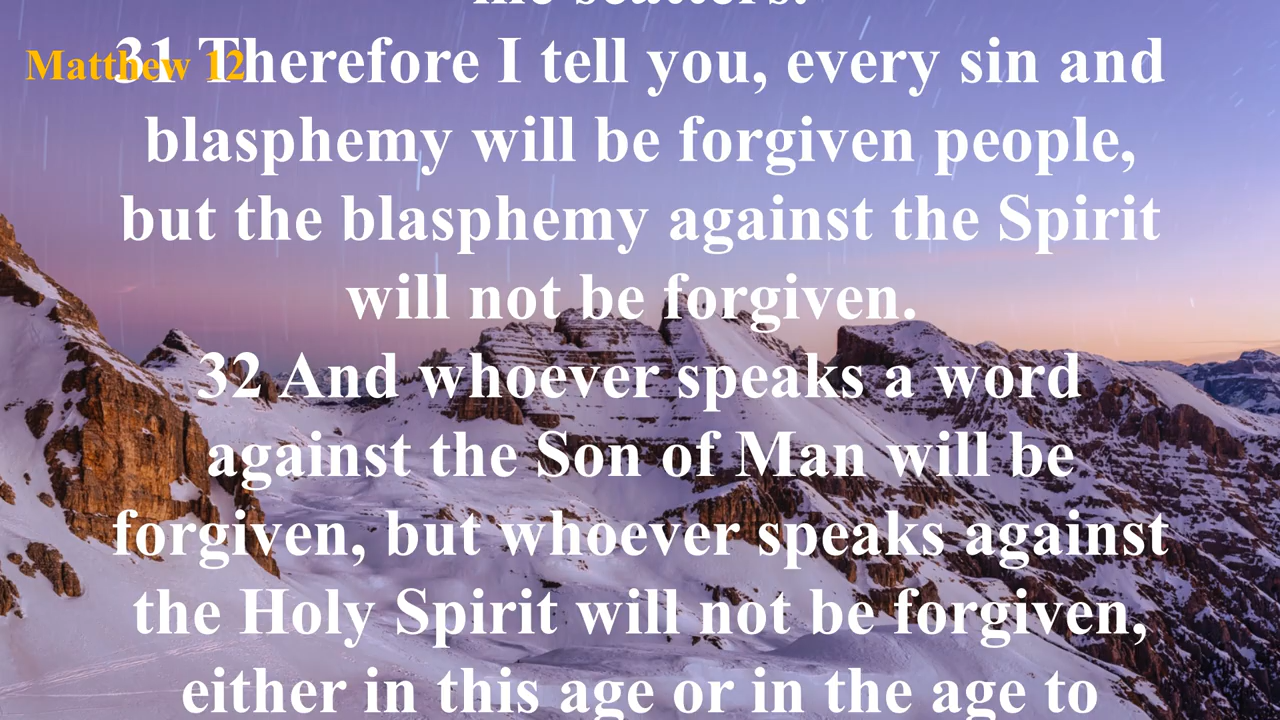 me scatters.
Matthew 12
31 Therefore I tell you, every sin and
blasphemy will be forgiven people,
but the blasphemy against the Spirit
will not be forgiven.
32 And whoever speaks a word
against the Son of Man will be
forgiven, but whoever speaks against
the Holy Spirit will not be forgiven,
either in this age or in the age to